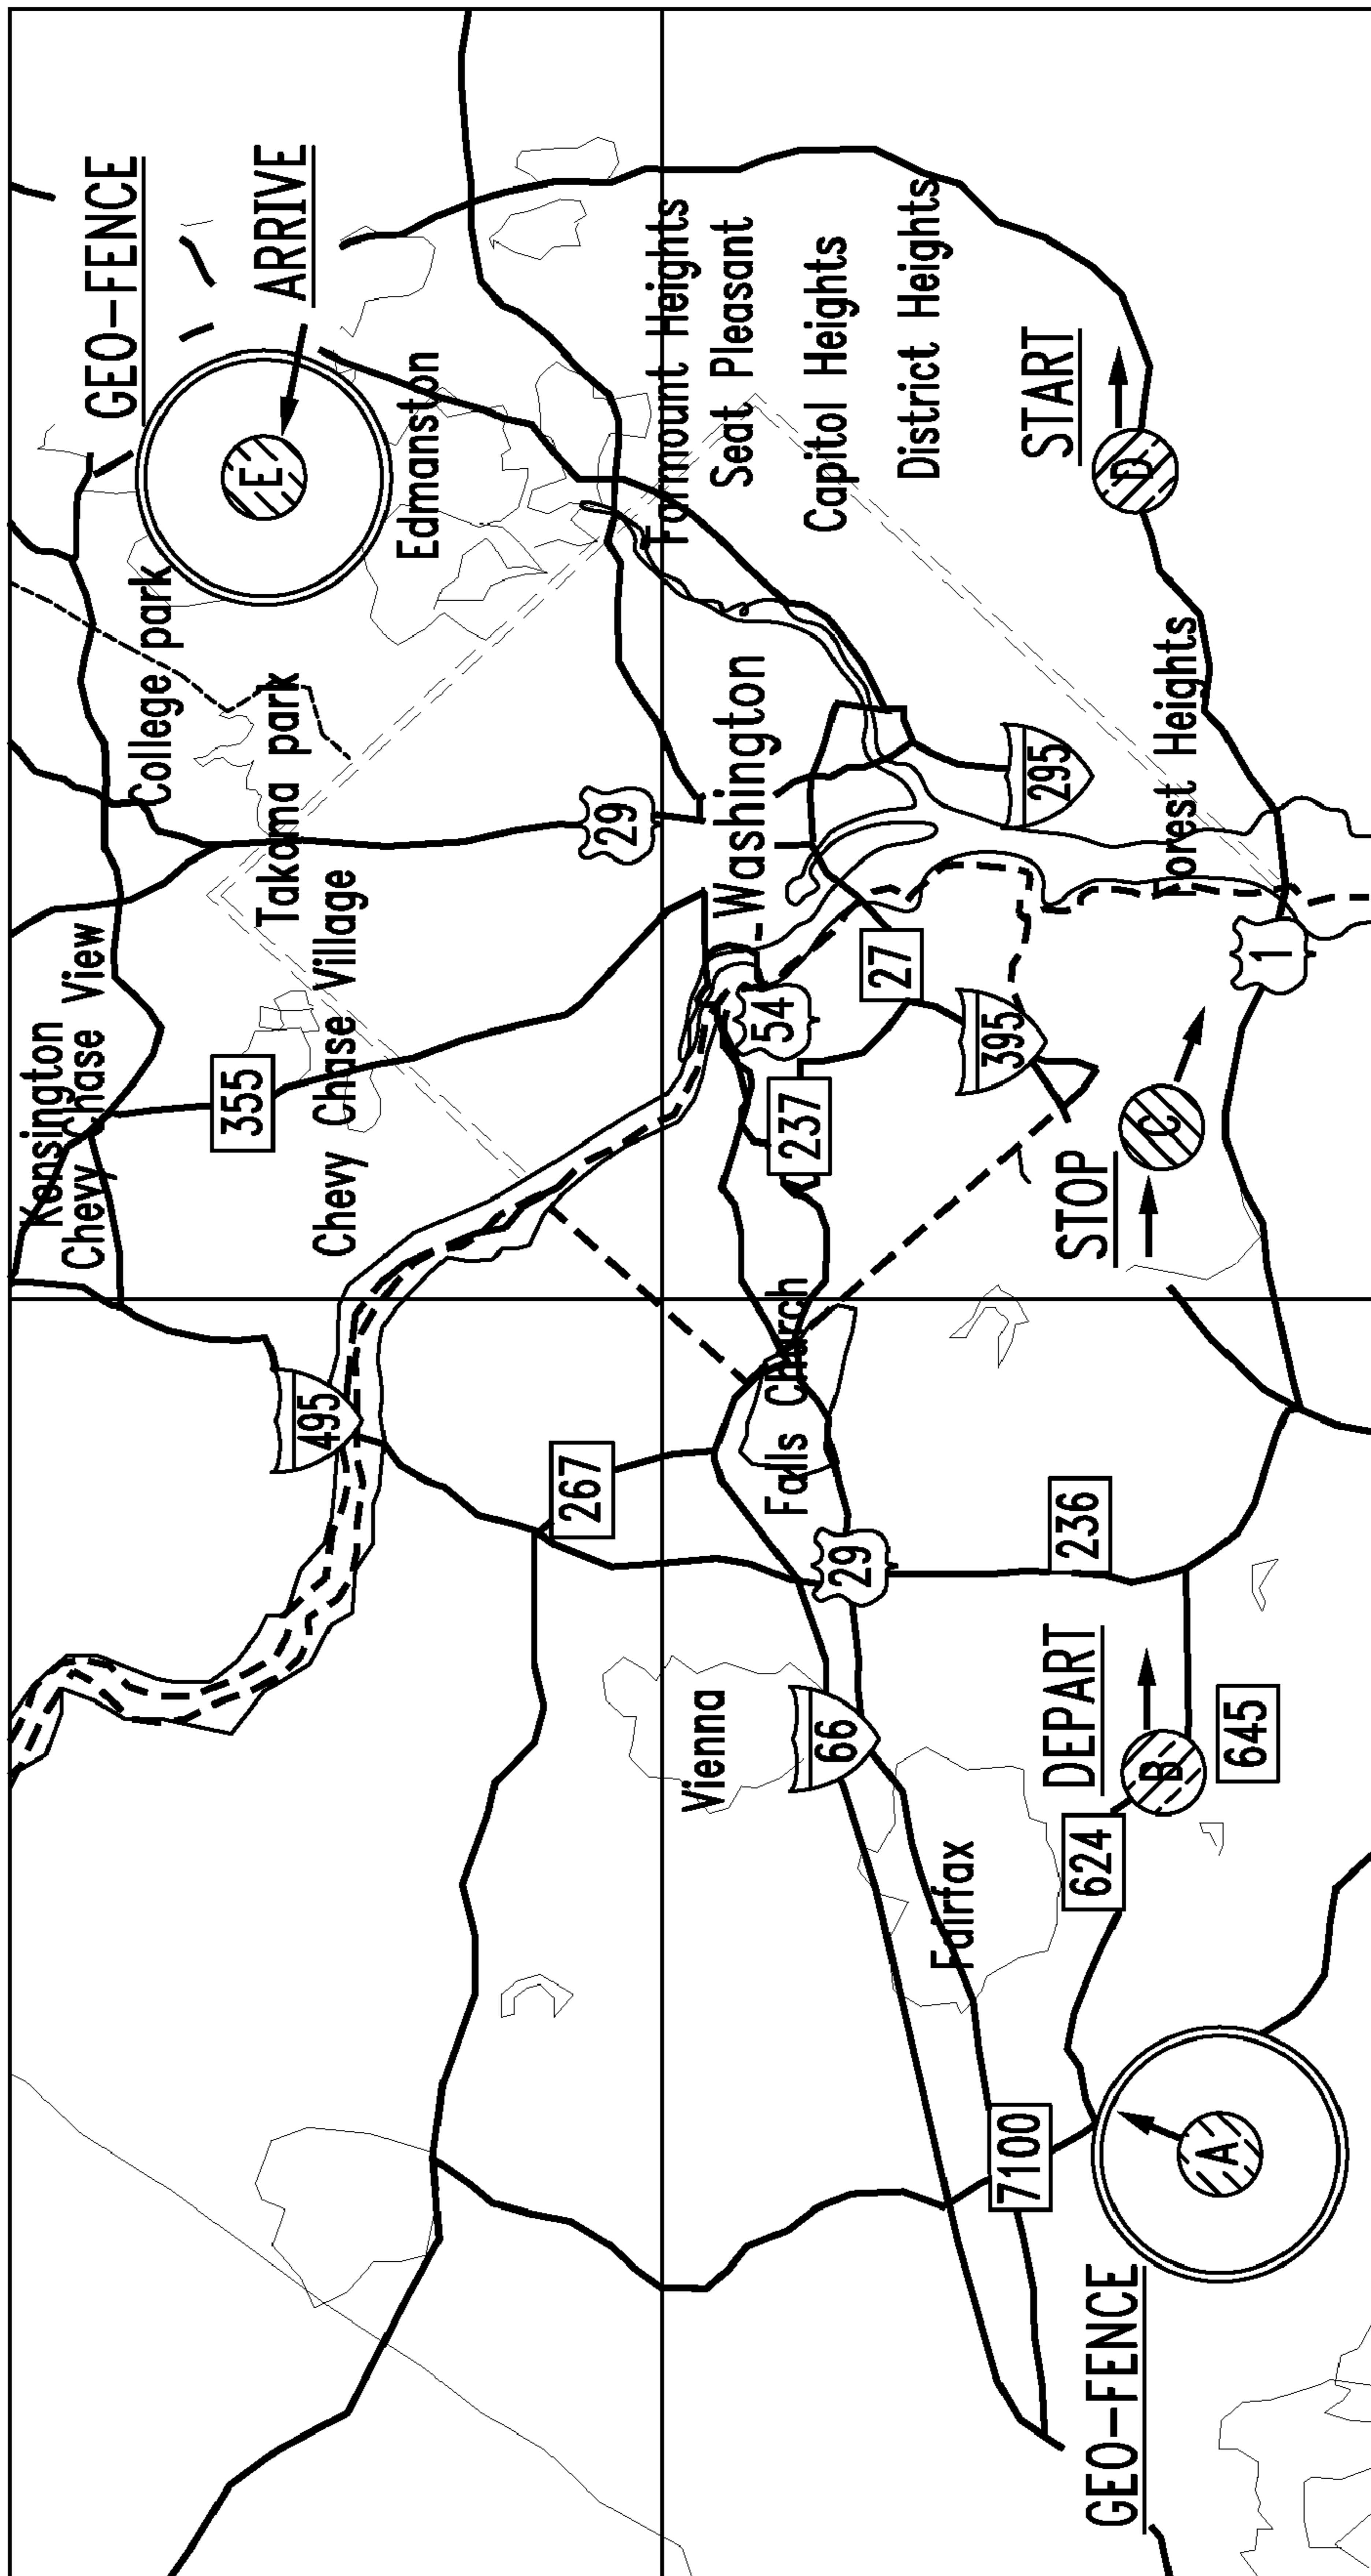 Kensington
Chevy Chase View
GEO-FENCE
College park
355
E
Takoma park
ARRIVE
495
Chevy Chase Village
Edmanston
267
29
Formount Heights
Vienna
Seat Pleasant
Washington
54
Falls Church
237
Capitol Heights
66
29
27
District Heights
Fairfax
395
7100
START
295
DEPART
236
STOP
624
GEO-FENCE
D
B
C
Forest Heights
A
645
1